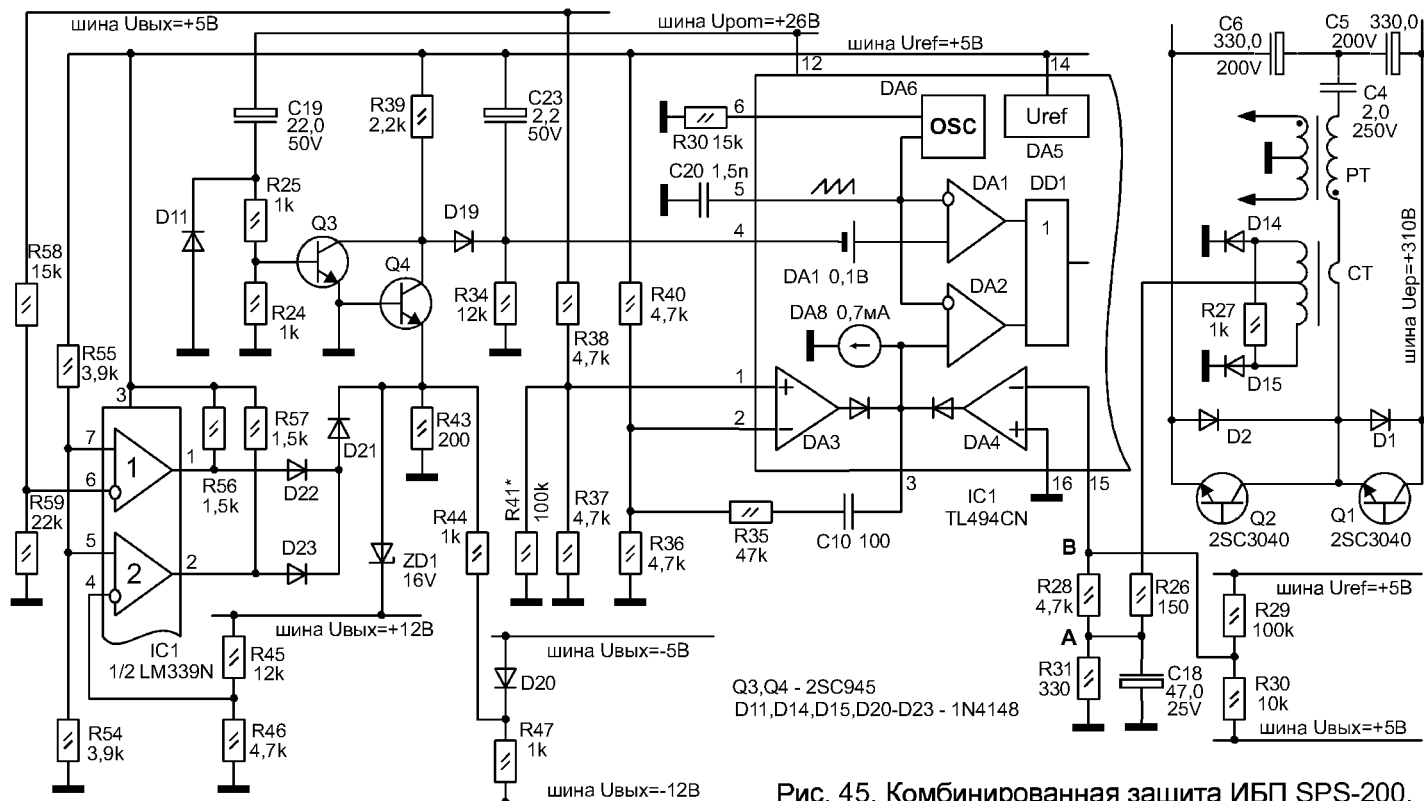 шина Uвых=+5В
шина Uрот=+26В
шина Uref=+5В
12
14
C6
330,0
200V
C5
200V
330,0
C4
2,0
250V
C19
22,0
50V
R39
2,2k
C23
2,2
50V
DA6
OSC
Uref
DA5
6
R30 15k
C20 1,5n
5
DA1
DD1
1
PT
R25
1k
D11
Q3
D19
Q4
4
DA1 0,1В
DA2
D14
CT
шина Uер=+310В
R58
15k
R24
1k
R34
12k
R38
4,7k
R40
4,7k
DA8 0,7мА
R27
1k
D15
R55
3,9k
3
R57
1,5k
D21
R43
200
1
2
+
−
DA3
−
+
DA4
D2
D1
7
6
1
1
R56
1,5k
D22
R59
22k
5
4
2
2
D23
ZD1
16V
R44
1k
R41*
100k
R37
4,7k
R36
4,7k
R35
47k
C10 100
3
IC1
TL494CN
16
15
Q2
2SC3040
Q1
2SC3040
B
R28
4,7k
R26
150
шина Uref=+5В
R29
100k
A
R31
330
C18
47,0
25V
R30
10k
шина Uвых=+5В
IC1
1/2 LM339N
шина Uвых=+12В
R45
12k
R46
4,7k
R54
3,9k
шина Uвых=-5В
D20
R47
1k
шина Uвых=-12В
Q3,Q4 - 2SC945
D11,D14,D15,D20-D23 - 1N4148
Рис. 45. Комбинированная защита ИБП SPS-200.